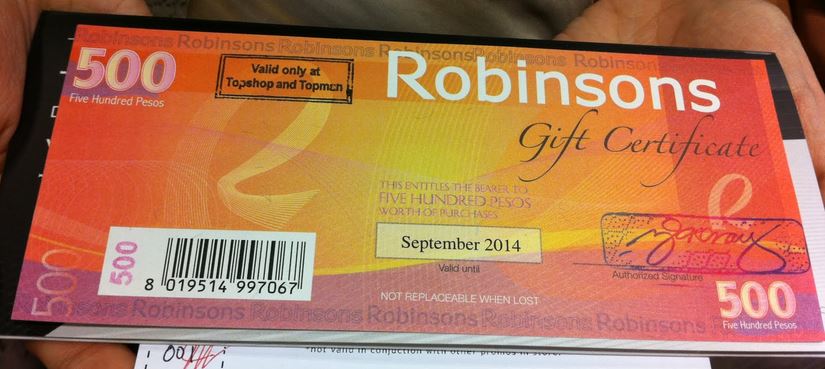 Robinsons Robinsons Robinsons Robinsons Robinsons Robinson
500
Five Hundred Pesos
Valid only at
Topshop and Topman
Robinsons
Gift Certificate
THIS ENTITLES THE BEARER TO
FIVE HUNDRED PESOS
WORTH OF PURCHASES
September 2014
Valid until
Authorized Signature
500
8 019514 997067
NOT REPLACEABLE WHEN LOST
500
500
Five Hundred Pesos
insons Robinsons Robinsons Robinsons Robinsons Robinsons
001
*not valid in conjuction with other promos in store.